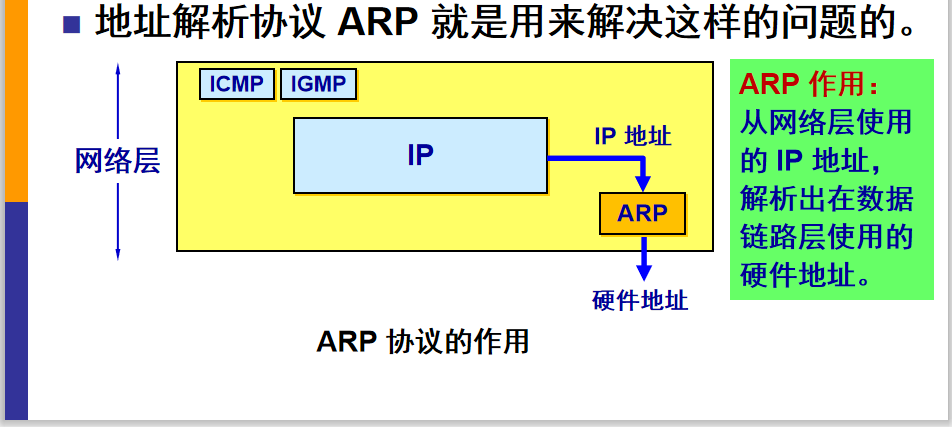 地址解析协议 ARP 就是用来解决这样的问题的。
ICMP
IGMP
网络层
IP
IP 地址
ARP
硬件地址
ARP 作用：
从网络层使用
的 IP 地址，
解析出在数据
链路层使用的
硬件地址。
ARP 协议的作用